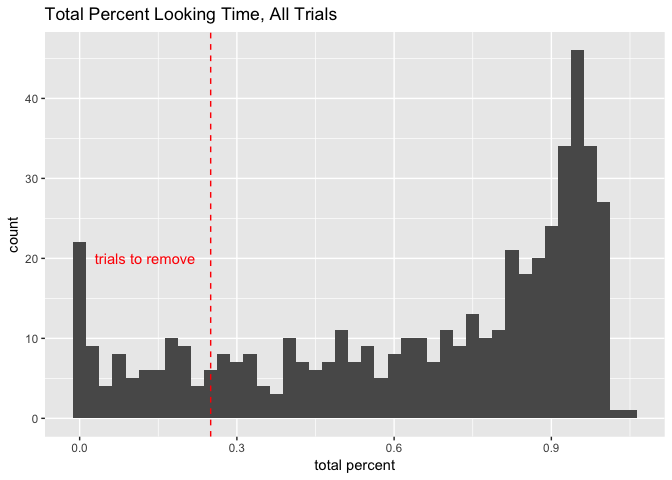 Total Percent Looking Time, All Trials
count
40
30
20
10
0
trials to remove
0.0 0.3 0.6 0.9
total percent